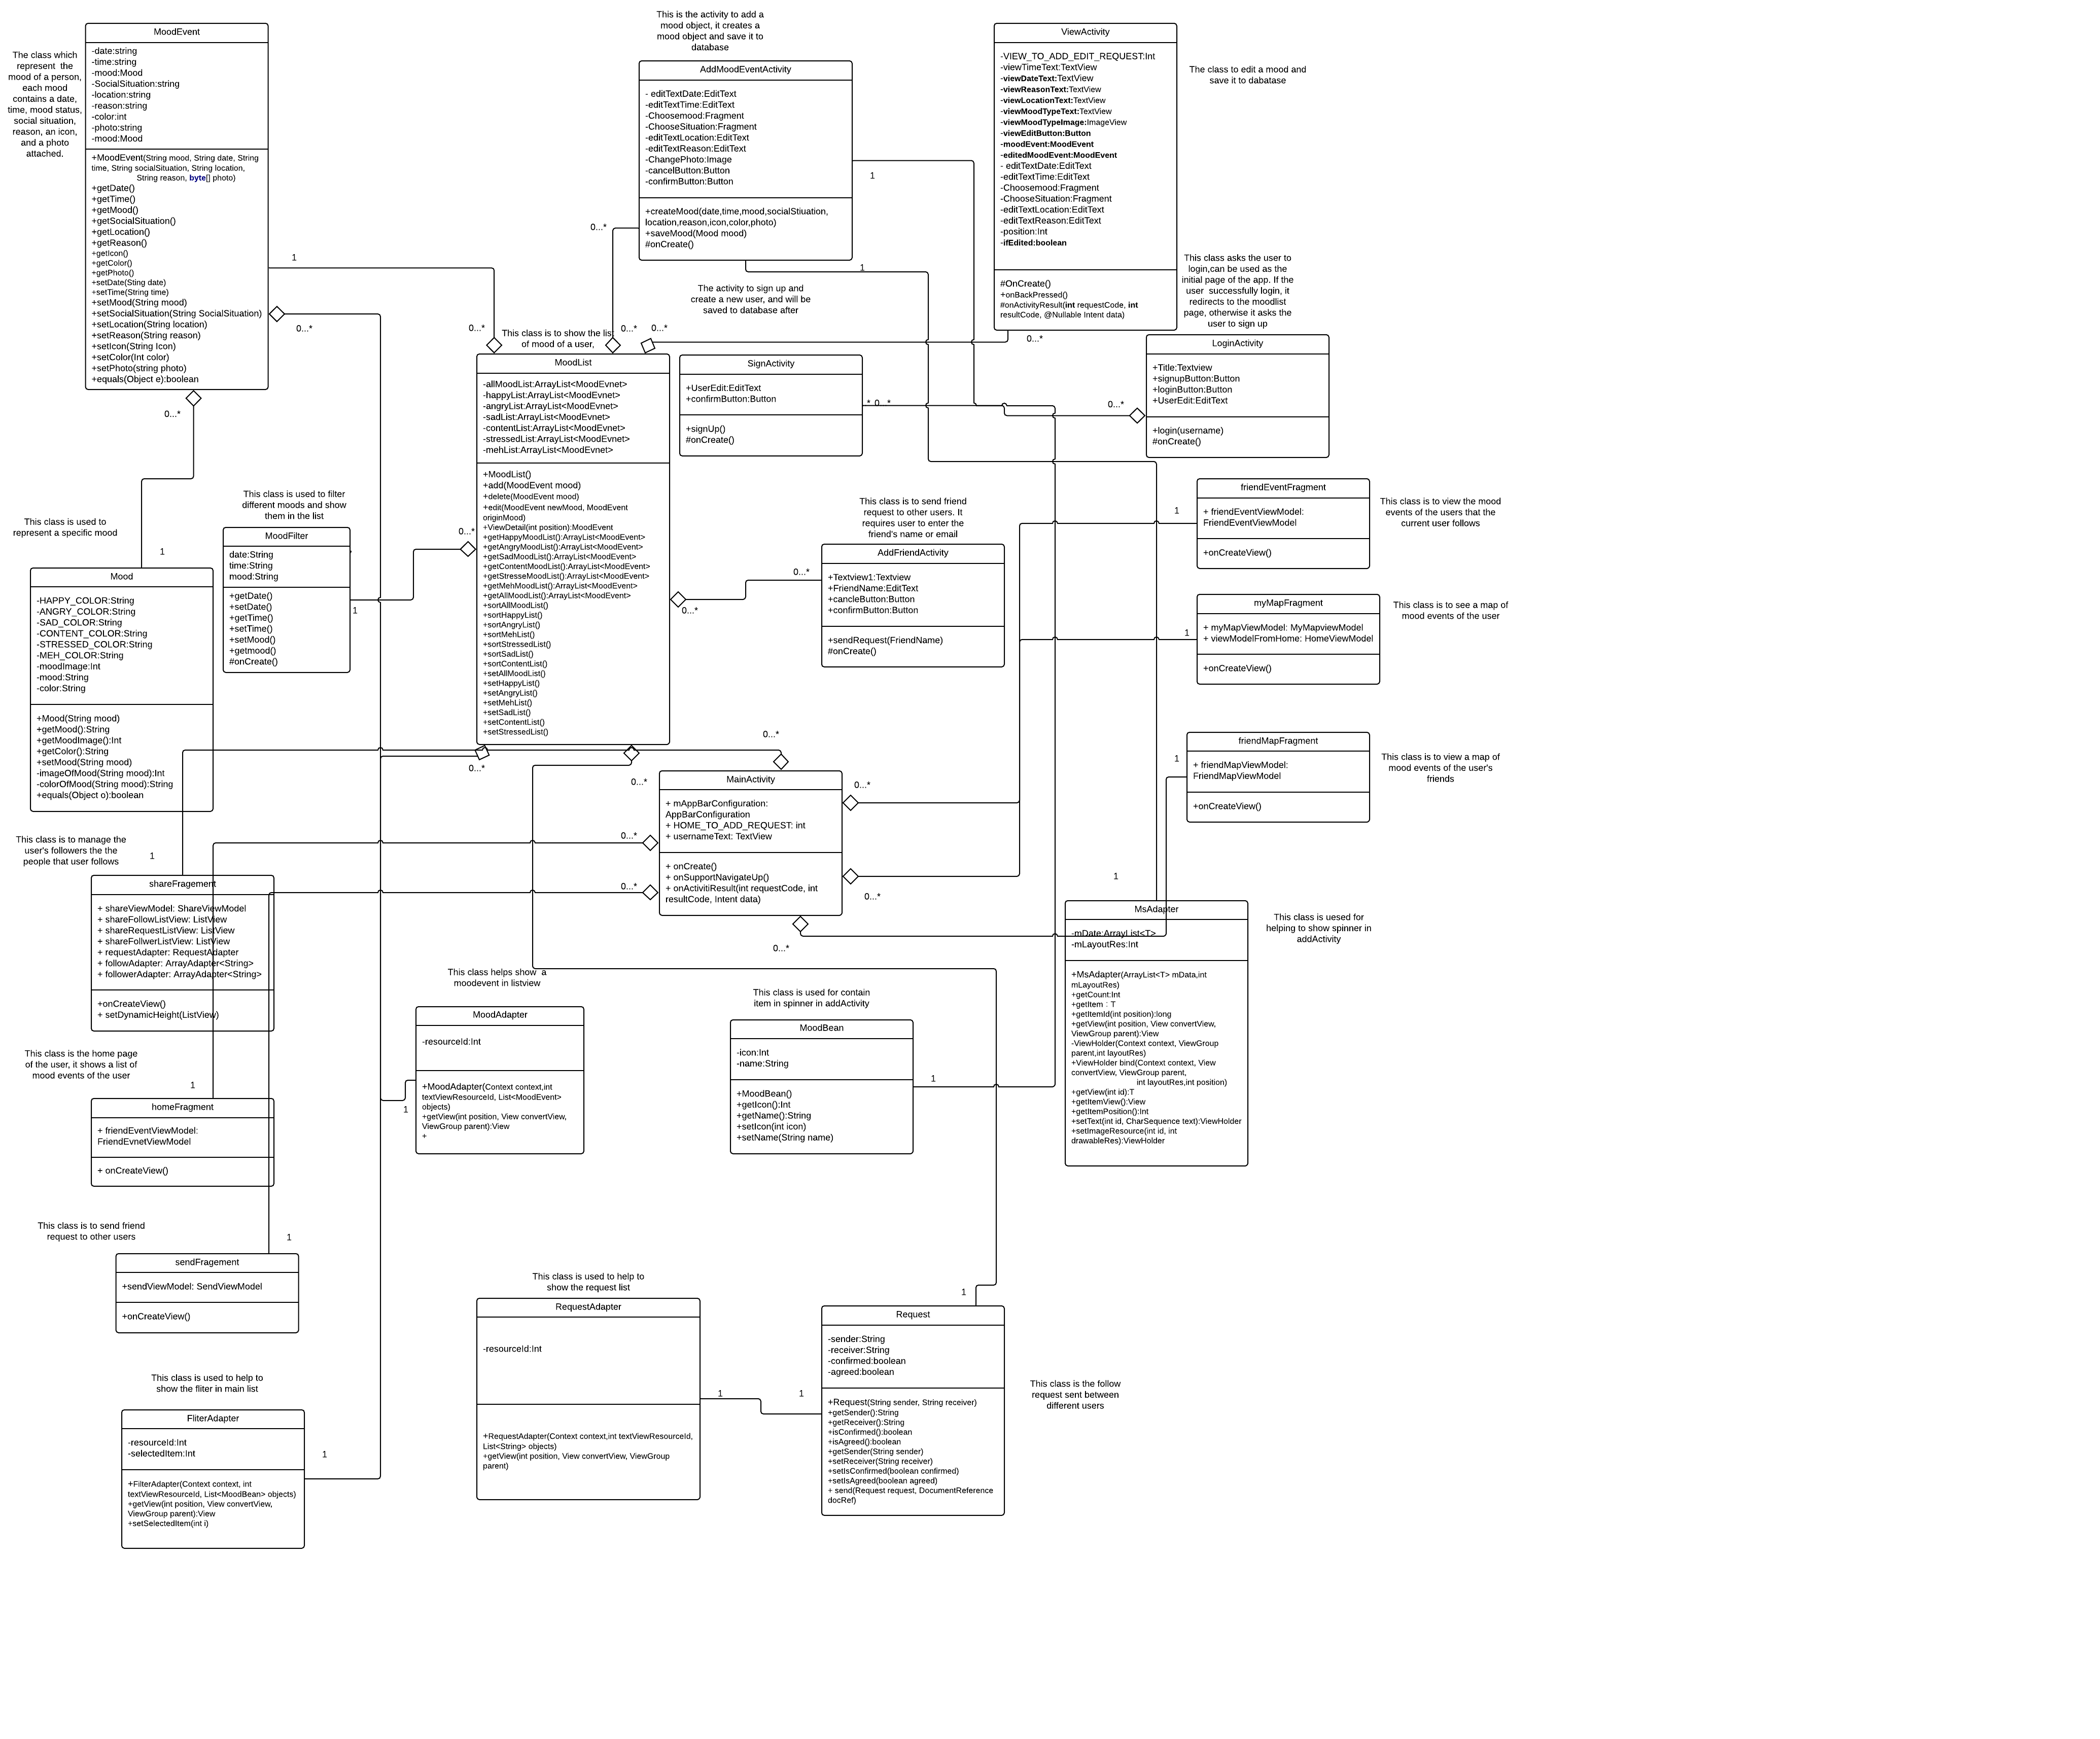 The class which
represent the
mood of a person,
each mood
contains a date,
time, mood status,
social situation,
reason, an icon,
and a photo
attached.
MoodEvent
-date:string
-time:string
-mood:Mood
-SocialSituation:string
-location:string
-reason:string
-color:int
-photo:string
-mood:Mood
+MoodEvent(String mood, String date, String
time, String socialSituation, String location,
String reason, byte[] photo)
+getDate()
+getTime()
+getMood()
+getSocialSituation()
+getLocation()
+getReason()
+getIcon()
+getColor()
+getPhoto()
+setDate(Sting date)
+setTime(String time)
+setMood(String mood)
+setSocialSituation(String SocialSituation)
+setLocation(String location)
+setReason(String reason)
+setIcon(String Icon)
+setColor(Int color)
+setPhoto(string photo)
+equals(Object e):boolean
1
0...*
0...*
This is the activity to add a
mood object, it creates a
mood object and save it to
database
AddMoodEventActivity
- editTextDate:EditText
-editTextTime:EditText
-Choosemood:Fragment
-ChooseSituation:Fragment
-editTextLocation:EditText
-editTextReason:EditText
-ChangePhoto:Image
-cancelButton:Button
-confirmButton:Button
+createMood(date,time,mood,socialStiuation,
location,reason,icon,color,photo)
+saveMood(Mood mood)
#onCreate()
0...*
1
1
ViewActivity
-VIEW_TO_ADD_EDIT_REQUEST:Int
-viewTimeText:TextView
-viewDateText:TextView
-viewReasonText:TextView
-viewLocationText:TextView
-viewMoodTypeText:TextView
-viewMoodTypeImage:ImageView
-viewEditButton:Button
-moodEvent:MoodEvent
-editedMoodEvent:MoodEvent
- editTextDate:EditText
-editTextTime:EditText
-Choosemood:Fragment
-ChooseSituation:Fragment
-editTextLocation:EditText
-editTextReason:EditText
-position:Int
-ifEdited:boolean
#OnCreate()
+onBackPressed()
#onActivityResult(int requestCode, int
resultCode, @Nullable Intent data)
0...*
The class to edit a mood and
save it to dabatase
This class asks the user to
login,can be used as the
initial page of the app. If the
user successfully login, it
redirects to the moodlist
page, otherwise it asks the
user to sign up
LoginActivity
+Title:Textview
+signupButton:Button
+loginButton:Button
+UserEdit:EditText
+login(username)
#onCreate()
0...*
The activity to sign up and
create a new user, and will be
saved to database after
SignActivity
+UserEdit:EditText
+confirmButton:Button
+signUp()
#onCreate()
* 0...*
0...*
0...*
0...*
This class is to show the list
of mood of a user,
MoodList
-allMoodList:ArrayList<MoodEvnet>
-happyList:ArrayList<MoodEvnet>
-angryList:ArrayList<MoodEvnet>
-sadList:ArrayList<MoodEvnet>
-contentList:ArrayList<MoodEvnet>
-stressedList:ArrayList<MoodEvnet>
-mehList:ArrayList<MoodEvnet>
+MoodList()
+add(MoodEvent mood)
+delete(MoodEvent mood)
+edit(MoodEvent newMood, MoodEvent
originMood)
+ViewDetail(int position):MoodEvent
+getHappyMoodList():ArrayList<MoodEvent>
+getAngryMoodList():ArrayList<MoodEvent>
+getSadMoodList():ArrayList<MoodEvent>
+getContentMoodList():ArrayList<MoodEvent>
+getStresseMoodList():ArrayList<MoodEvent>
+getMehMoodList():ArrayList<MoodEvent>
+getAllMoodList():ArrayList<MoodEvent>
+sortAllMoodList()
+sortHappyList()
+sortAngryList()
+sortMehList()
+sortStressedList()
+sortSadList()
+sortContentList()
+setAllMoodList()
+setHappyList()
+setAngryList()
+setMehList()
+setSadList()
+setContentList()
+setStressedList()
0...*
0...*
0...*
This class is used to
represent a specific mood
1
Mood
-HAPPY_COLOR:String
-ANGRY_COLOR:String
-SAD_COLOR:String
-CONTENT_COLOR:String
-STRESSED_COLOR:String
-MEH_COLOR:String
-moodImage:Int
-mood:String
-color:String
+Mood(String mood)
+getMood():String
+getMoodImage():Int
+getColor():String
+setMood(String mood)
-imageOfMood(String mood):Int
-colorOfMood(String mood):String
+equals(Object o):boolean
This class is used to filter
different moods and show
them in the list
MoodFilter
date:String
time:String
mood:String
+getDate()
+setDate()
+getTime()
+setTime()
+setMood()
+getmood()
#onCreate()
1
This class is to send friend
request to other users. It
requires user to enter the
friend's name or email
AddFriendActivity
+Textview1:Textview
+FriendName:EditText
+cancleButton:Button
+confirmButton:Button
+sendRequest(FriendName)
#onCreate()
0...*
friendEventFragment
+ friendEventViewModel:
FriendEventViewModel
+onCreateView()
1
This class is to view the mood
events of the users that the
current user follows
myMapFragment
+ myMapViewModel: MyMapviewModel
+ viewModelFromHome: HomeViewModel
+onCreateView()
1
This class is to see a map of
mood events of the user
friendMapFragment
+ friendMapViewModel:
FriendMapViewModel
+onCreateView()
1
This class is to view a map of
mood events of the user's
friends
MainActivity
+ mAppBarConfiguration:
AppBarConfiguration
+ HOME_TO_ADD_REQUEST: int
+ usernameText: TextView
+ onCreate()
+ onSupportNavigateUp()
+ onActivitiResult(int requestCode, int
resultCode, Intent data)
0...*
0...*
0...*
0...*
0...*
0...*
0...*
This class is to manage the
user's followers the the
people that user follows
1
shareFragement
+ shareViewModel: ShareViewModel
+ shareFollowListView: ListView
+ shareRequestListView: ListView
+ shareFollwerListView: ListView
+ requestAdapter: RequestAdapter
+ followAdapter: ArrayAdapter<String>
+ followerAdapter: ArrayAdapter<String>
+onCreateView()
+ setDynamicHeight(ListView)
This class is the home page
of the user, it shows a list of
mood events of the user
1
homeFragment
+ friendEventViewModel:
FriendEvnetViewModel
+ onCreateView()
This class is to send friend
request to other users
1
sendFragement
+sendViewModel: SendViewModel
+onCreateView()
This class is used to help to
show the fliter in main list
FliterAdapter
-resourceId:Int
-selectedItem:Int
+FilterAdapter(Context context, int
textViewResourceId, List<MoodBean> objects)
+getView(int position, View convertView,
ViewGroup parent):View
+setSelectedItem(int i)
1
This class helps show a
moodevent in listview
MoodAdapter
-resourceId:Int
+MoodAdapter(Context context,int
textViewResourceId, List<MoodEvent>
objects)
+getView(int position, View convertView,
ViewGroup parent):View
+
1
This class is used for contain
item in spinner in addActivity
MoodBean
-icon:Int
-name:String
+MoodBean()
+getIcon():Int
+getName():String
+setIcon(int icon)
+setName(String name)
1
1
MsAdapter
-mDate:ArrayList<T>
-mLayoutRes:Int
+MsAdapter(ArrayList<T> mData,int
mLayoutRes)
+getCount:Int
+getItem : T
+getItemId(int position):long
+getView(int position, View convertView,
ViewGroup parent):View
-ViewHolder(Context context, ViewGroup
parent,int layoutRes)
+ViewHolder bind(Context context, View
convertView, ViewGroup parent,
int layoutRes,int position)
+getView(int id):T
+getItemView():View
+getItemPosition():Int
+setText(int id, CharSequence text):ViewHolder
+setImageResource(int id, int
drawableRes):ViewHolder
This class is uesed for
helping to show spinner in
addActivity
This class is used to help to
show the request list
RequestAdapter
-resourceId:Int
+RequestAdapter(Context context,int textViewResourceId,
List<String> objects)
+getView(int position, View convertView, ViewGroup
parent)
1
1
1
Request
-sender:String
-receiver:String
-confirmed:boolean
-agreed:boolean
+Request(String sender, String receiver)
+getSender():String
+getReceiver():String
+isConfirmed():boolean
+isAgreed():boolean
+getSender(String sender)
+setReceiver(String receiver)
+setIsConfirmed(boolean confirmed)
+setIsAgreed(boolean agreed)
+ send(Request request, DocumentReference
docRef)
This class is the follow
request sent between
different users